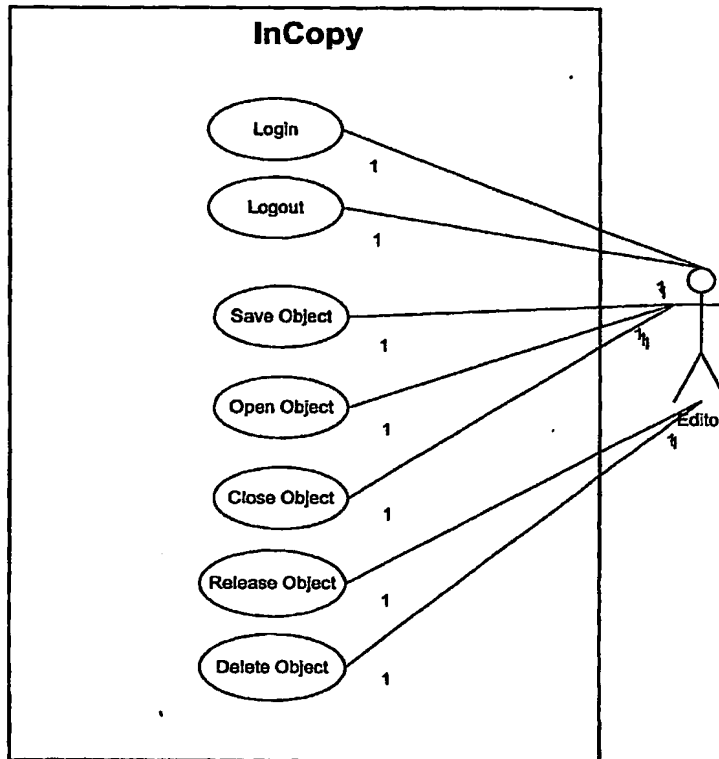 InCopy
Login
1
Logout
1
Save Object
1
Open Object
1
Close Object
1
Release Object
1
Delete Object
1
Edito